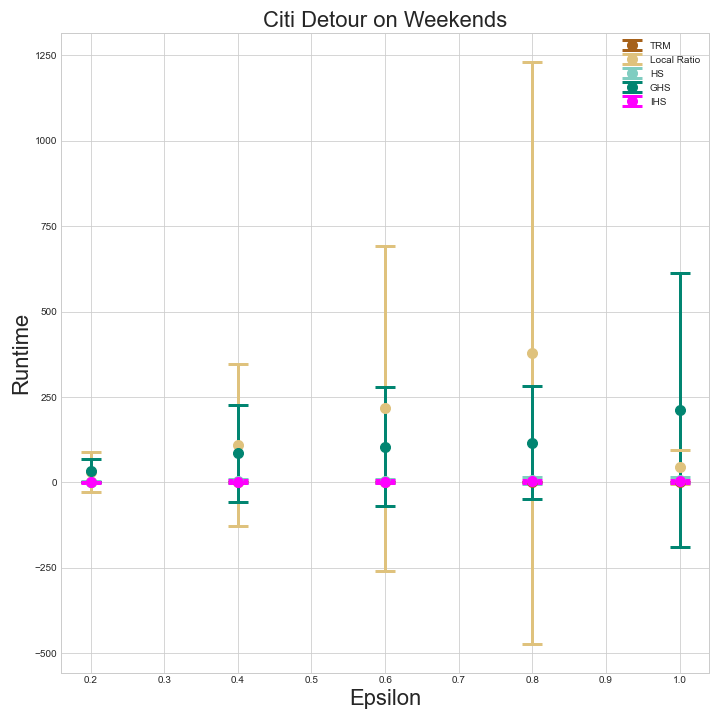 Citi Detour on Weekends
TRM
Local Ratio
HS
GHS
IHS
1250
1000
750
500
250
0
−250
−500
Runtime
0.2 0.3 0.4 0.5 0.6 0.7 0.8 0.9 1.0
Epsilon